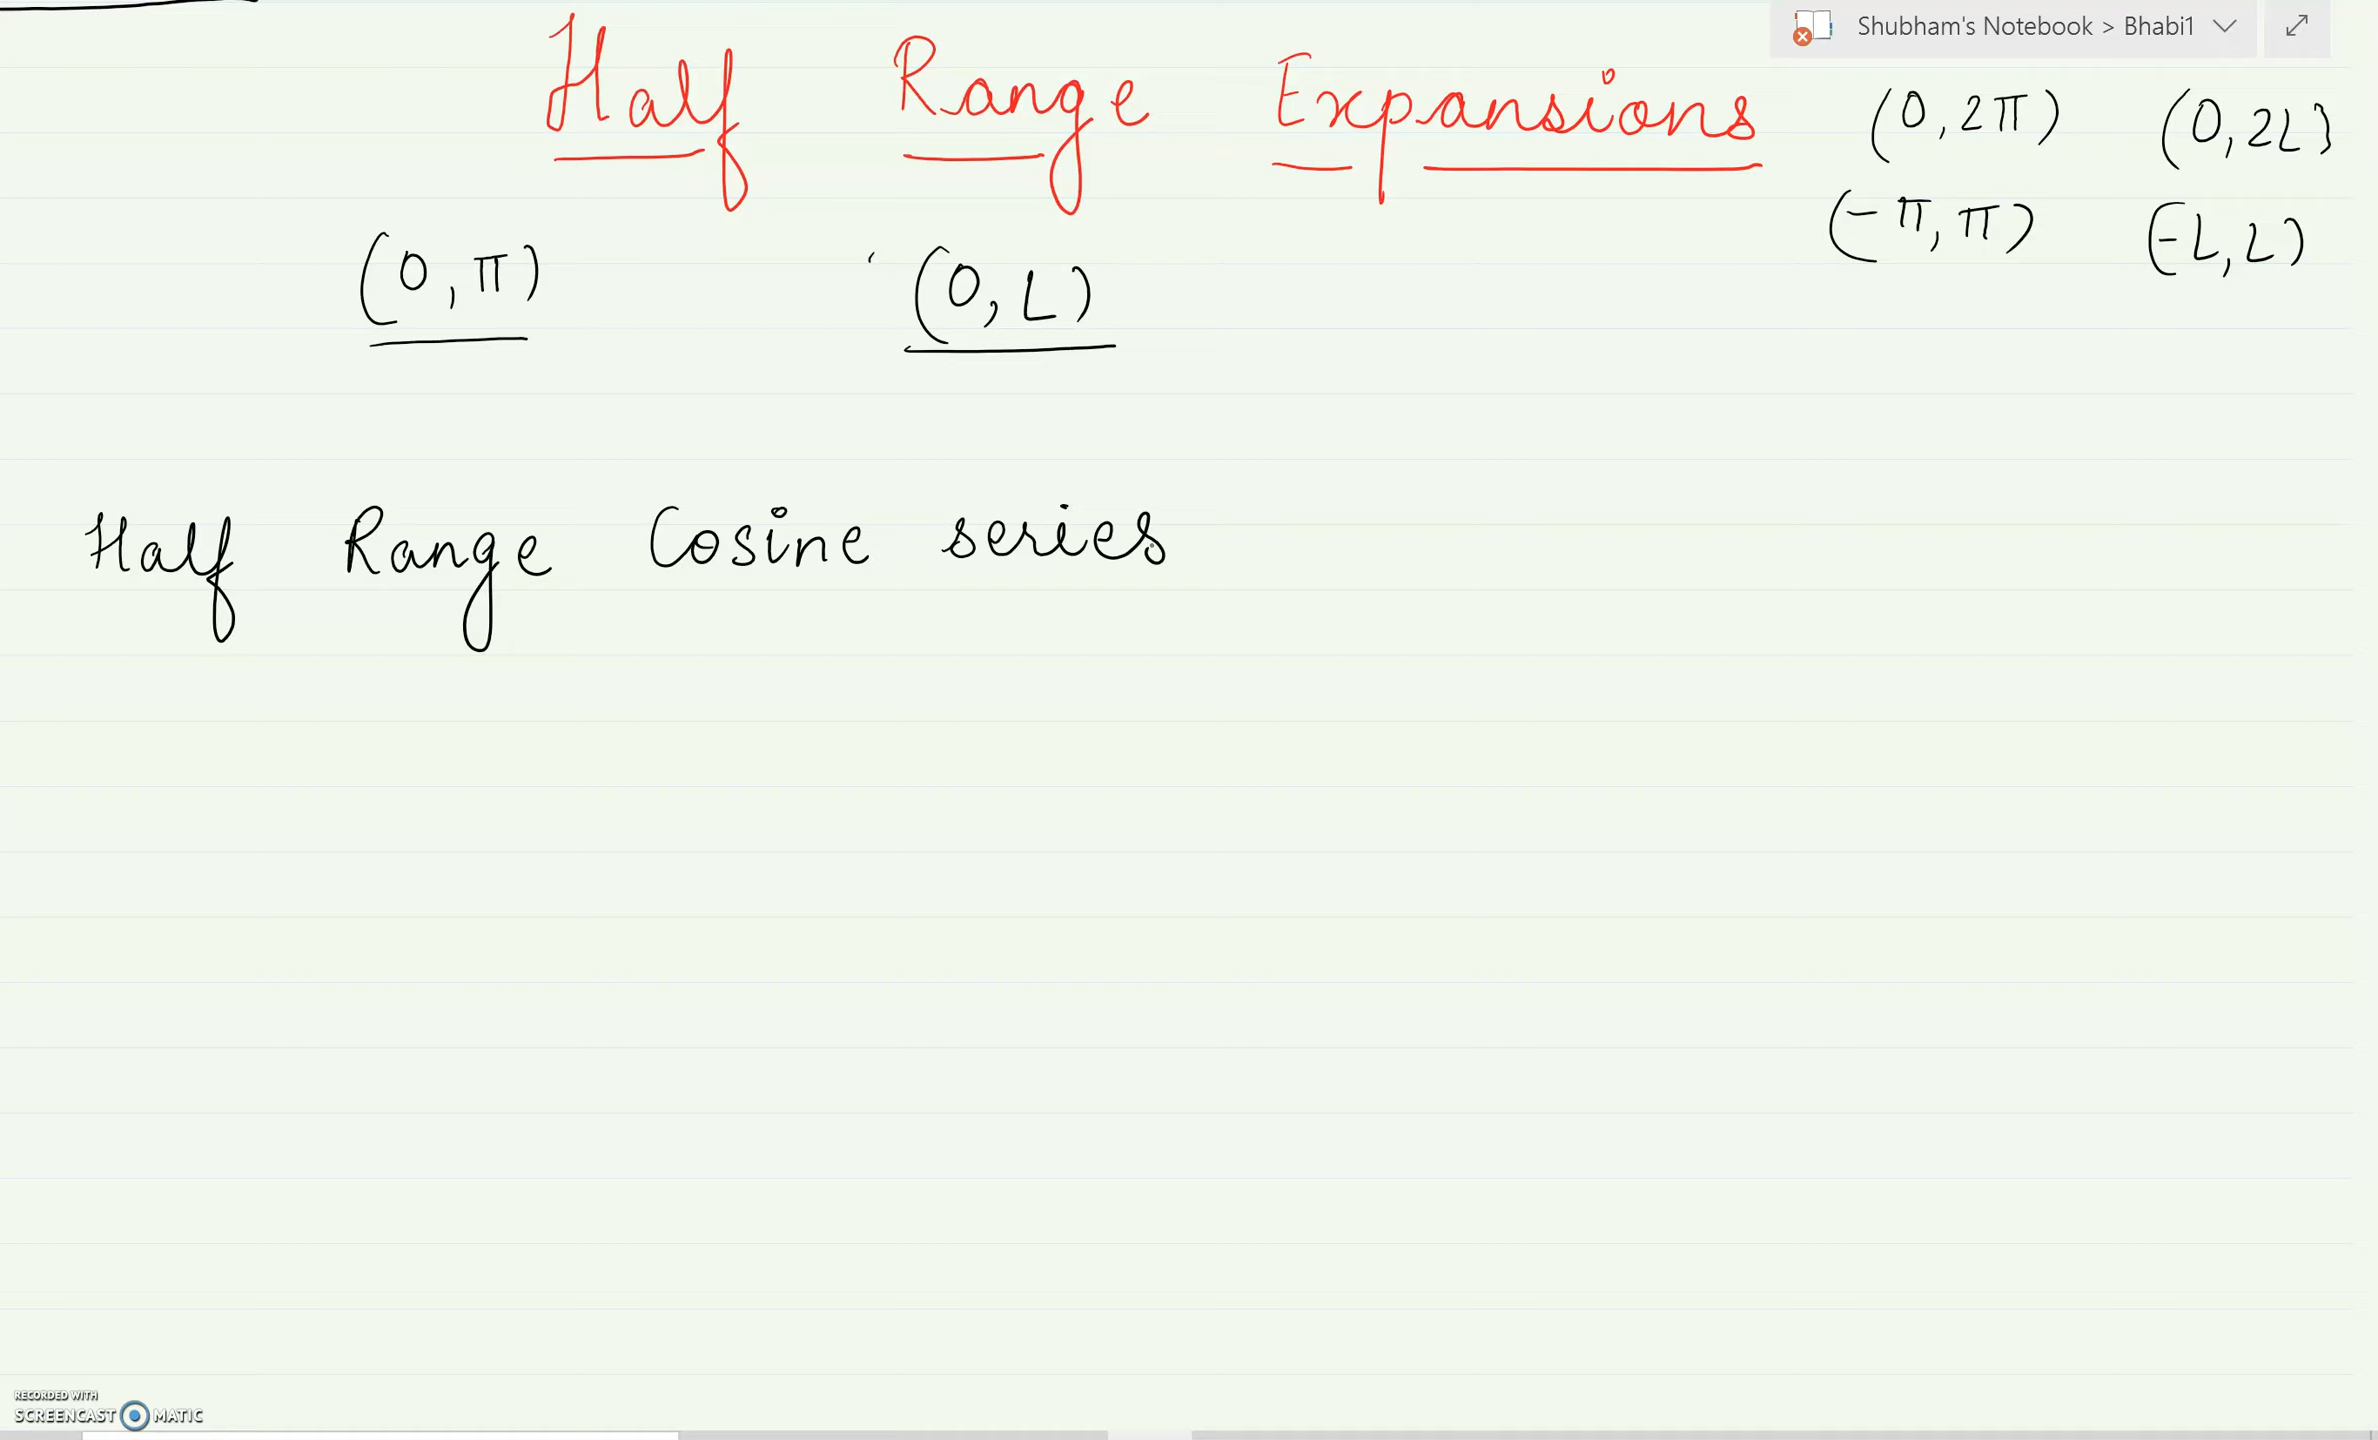 Shubham's Notebook > Bhabi1
Half Range Expansions
(0, 2π) (0, 2L)
(-π, π) (-L, L)
(0, π) (0, L)
Half Range Cosine series
RECORDED WITH
SCREENCAST MATIC